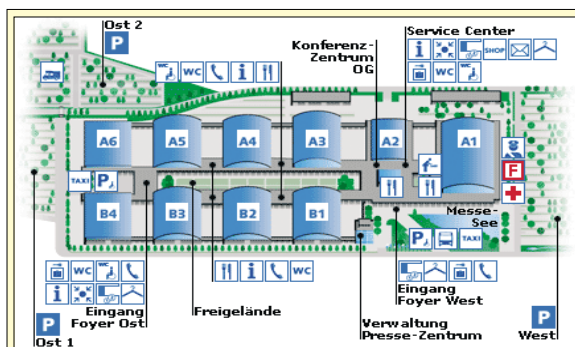 Ost 2
P
Konferenz-
Zentrum
OG
Service Center
i SHOP
WC
WC WC i
A6 A5 A4 A3 A2 A1
TAXI P
F
B4 B3 B2 B1
Messe-
See
P TAXI
WC WC
i
i WC
Eingang
Foyer Ost
Freigelände
Eingang
Foyer West
Verwaltung
Presse-Zentrum
P
Ost 1
P
West